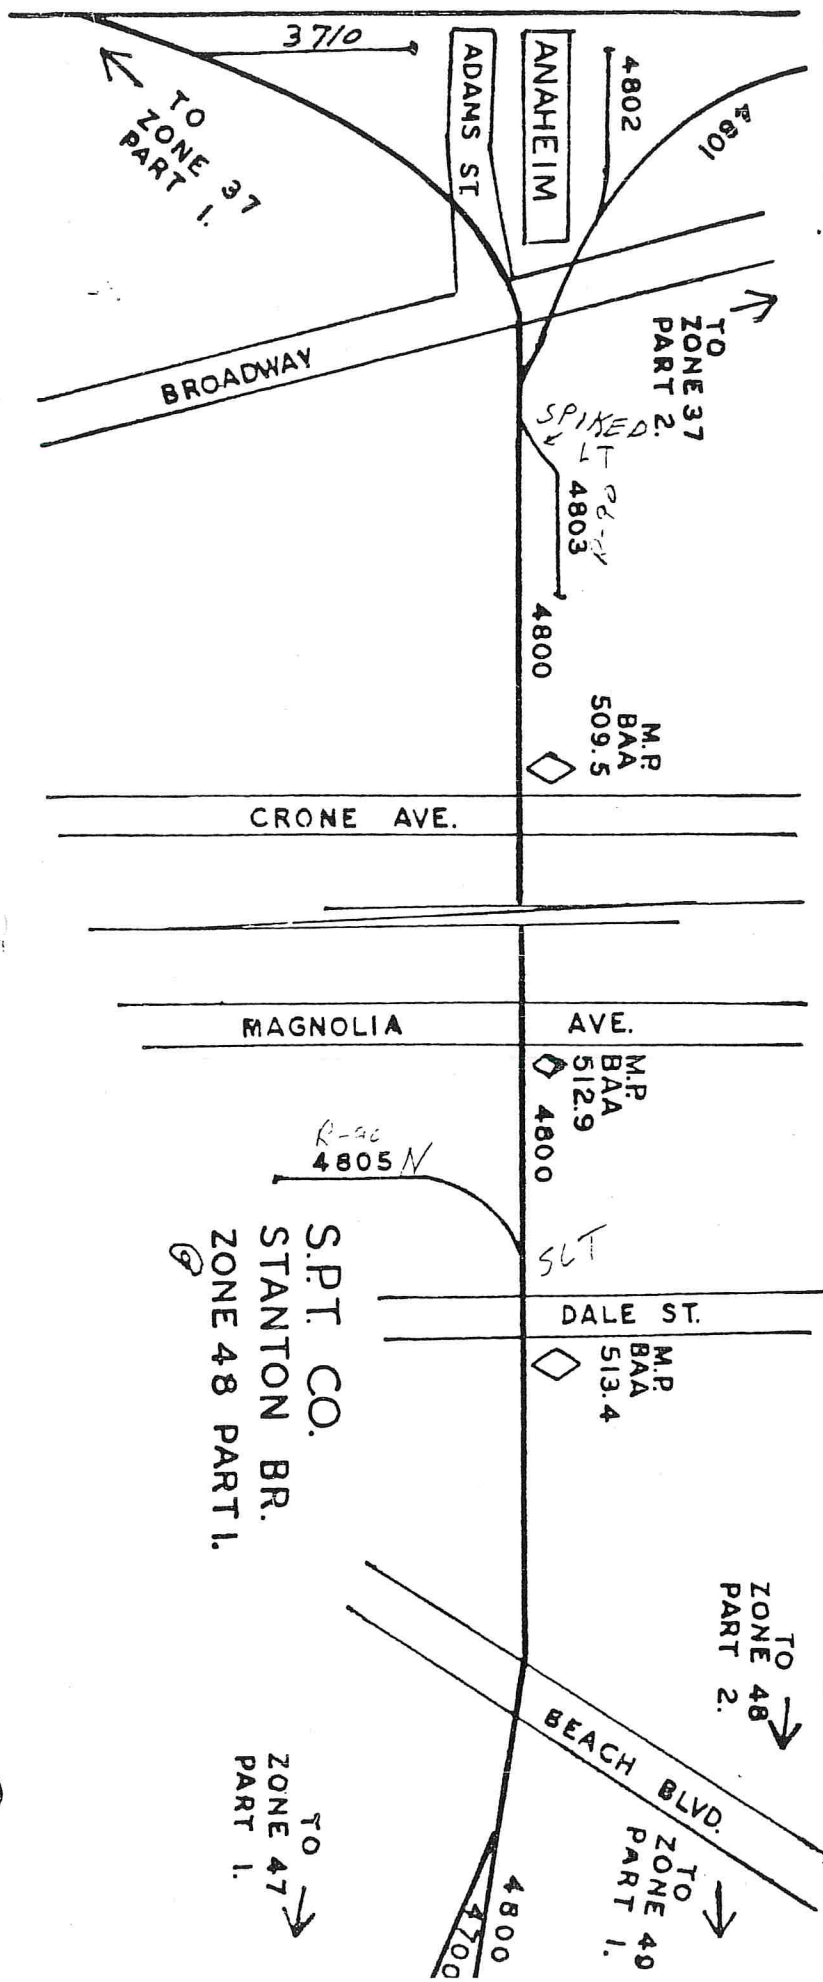 3710
TO
ZONE 37
PART 1.
ADAMS ST.
ANAHEIM
4802
4801
TO
ZONE 37
PART 2.
BROADWAY
SPIKED
LT
4803
4800
M.P.
BAA
509.5
CRONE AVE.
MAGNOLIA AVE.
M.P.
BAA
512.9
4800
4805 N
SLT
DALE ST.
M.P.
BAA
513.4
S.P.T. CO.
STANTON BR.
ZONE 48 PART 1.
TO
ZONE 48
PART 2.
BEACH BLVD.
TO
ZONE 49
PART 1.
TO
ZONE 47
PART 1.
4800
4700